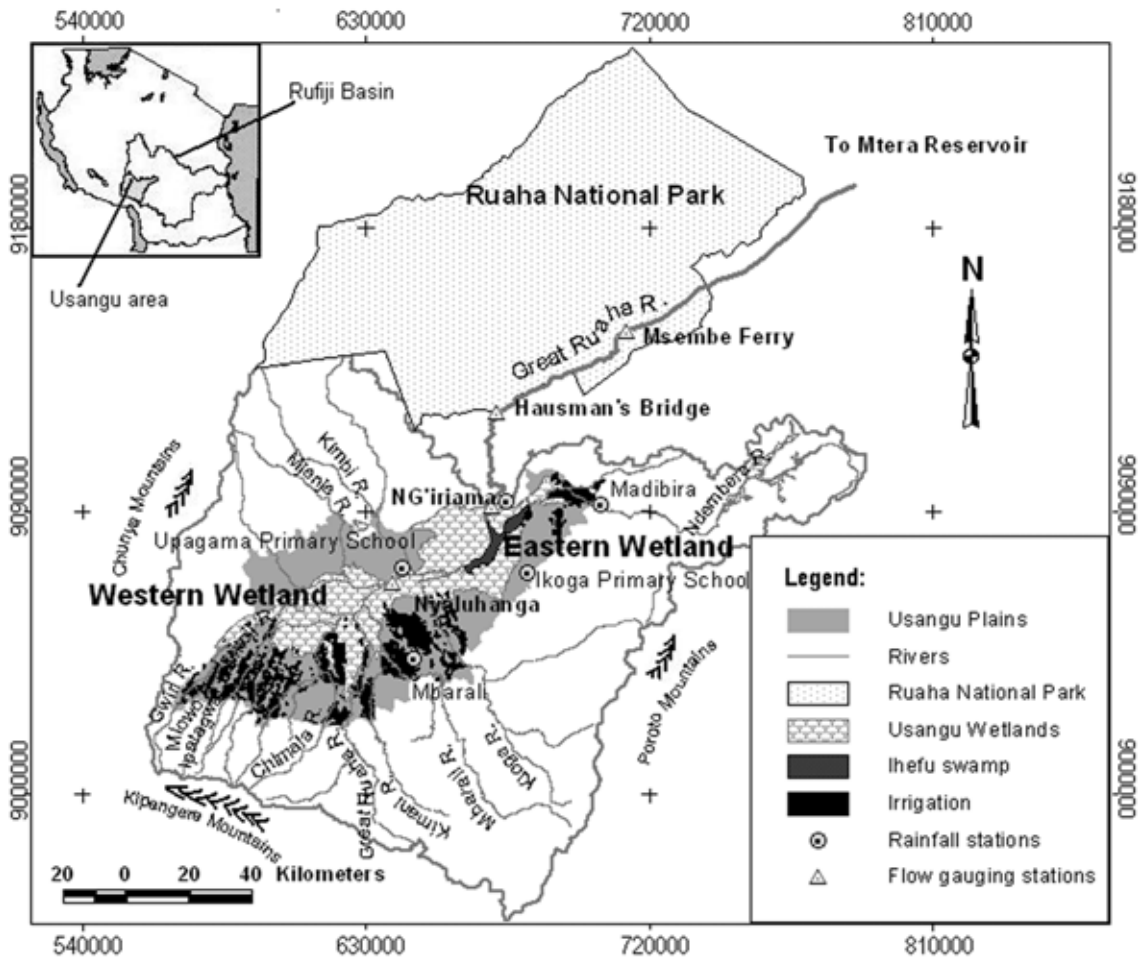 540000 630000 720000 810000
Rufiji Basin
To Mtera Reservoir
Ruaha National Park
9180000 9180000
Usangu area
N
Great Ruaha R.
Msembe Ferry
Hausman's Bridge
Chunya Mountains
Kimbi R.
Mjenje R.
NG'iriama
Madibira
Ndembera R.
9090000 9090000
Upagama Primary School
Eastern Wetland
Ikoga Primary School
Western Wetland
Nyaluhanga
Mbarali
Gwiri R.
Mlowo
Ipatagwa
Chimala R.
Great Ruaha R.
Kimani R.
Mbarali R.
Kioga R.
Poroto Mountains
9000000 9000000
Kipangera Mountains
20 0 20 40 Kilometers
Legend:
Usangu Plains
Rivers
Ruaha National Park
Usangu Wetlands
Ihefu swamp
Irrigation
Rainfall stations
Flow gauging stations
540000 630000 720000 810000